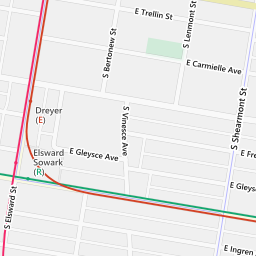 E Trellin St
S Bertonew St
S Lenmont St
E Carmielle Ave
Dreyer
(E)
S Vinesce Ave
S Shearmont St
E Fre
E Gleysce Ave
Elsward
Sowark
(R)
E Gleys
S Elsward St
E Ingren